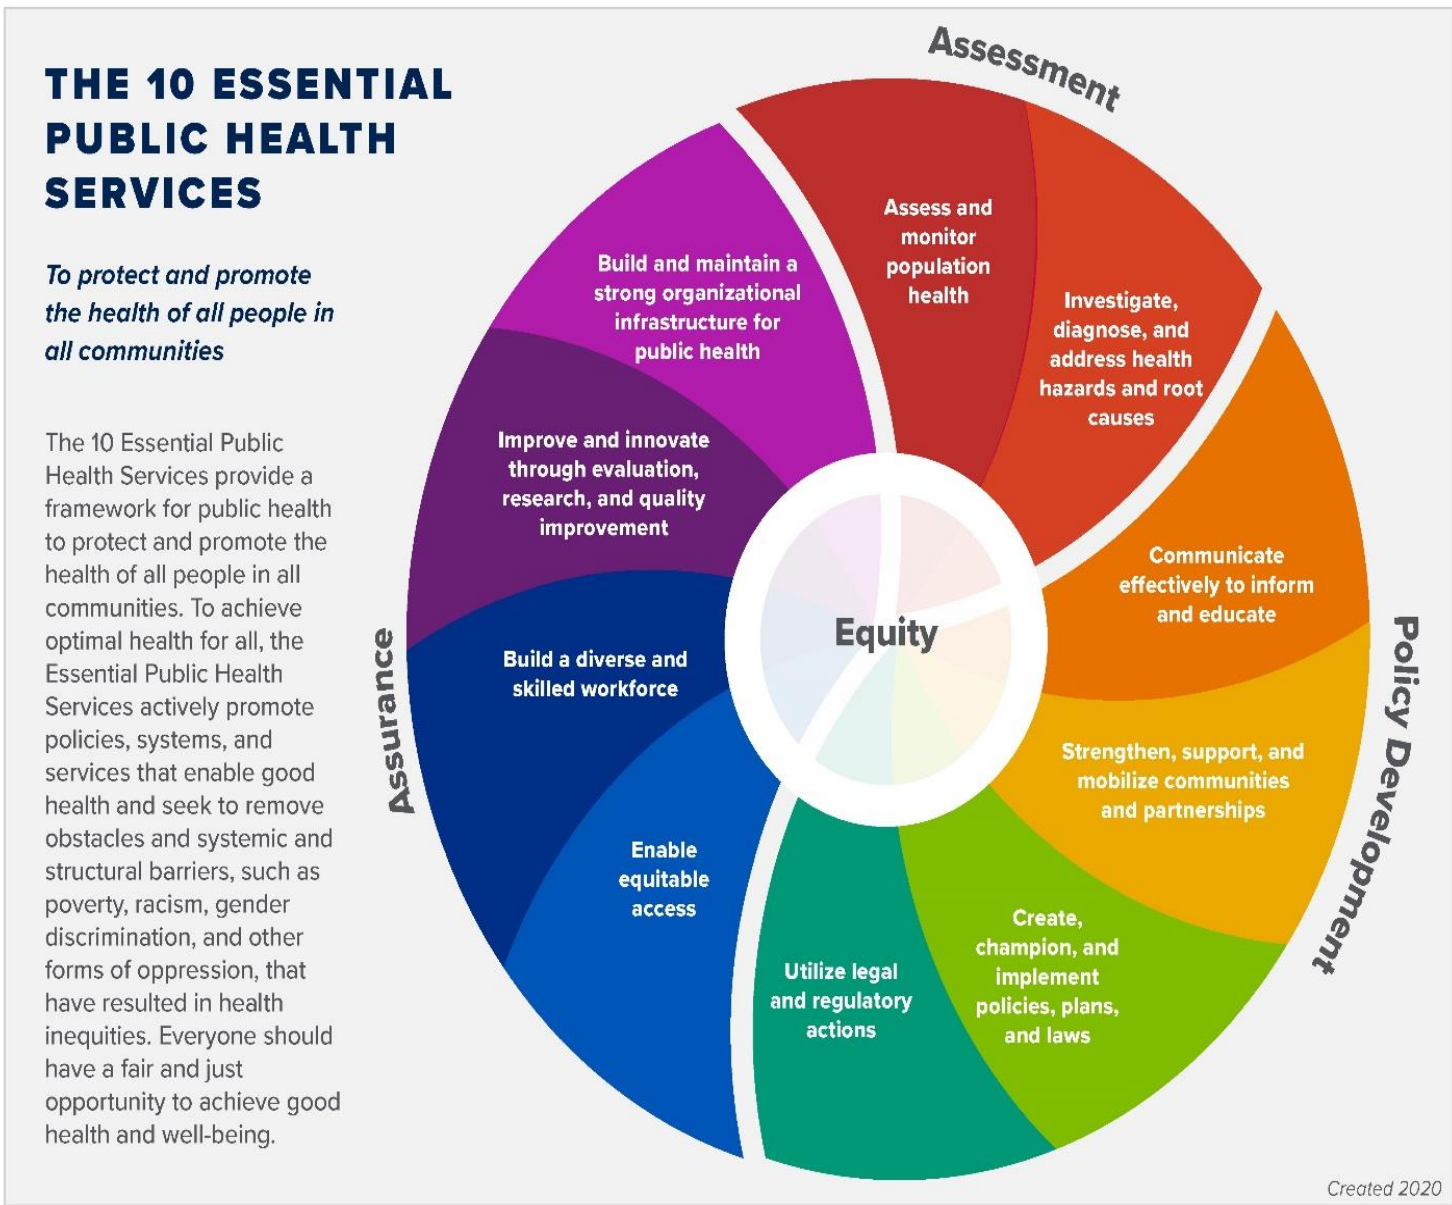 THE 10 ESSENTIAL
PUBLIC HEALTH
SERVICES
To protect and promote
the health of all people in
all communities
The 10 Essential Public
Health Services provide a
framework for public health
to protect and promote the
health of all people in all
communities. To achieve
optimal health for all, the
Essential Public Health
Services actively promote
policies, systems, and
services that enable good
health and seek to remove
obstacles and systemic and
structural barriers, such as
poverty, racism, gender
discrimination, and other
forms of oppression, that
have resulted in health
inequities. Everyone should
have a fair and just
opportunity to achieve good
health and well-being.
Assessment
Assess and
monitor
population
health
Investigate,
diagnose, and
address health
hazards and root
causes
Policy Development
Communicate
effectively to inform
and educate
Strengthen, support, and
mobilize communities
and partnerships
Create,
champion, and
implement
policies, plans,
and laws
Utilize legal
and regulatory
actions
Assurance
Enable
equitable
access
Build a diverse and
skilled workforce
Improve and innovate
through evaluation,
research, and quality
improvement
Build and maintain a
strong organizational
infrastructure for
public health
Equity
Created 2020